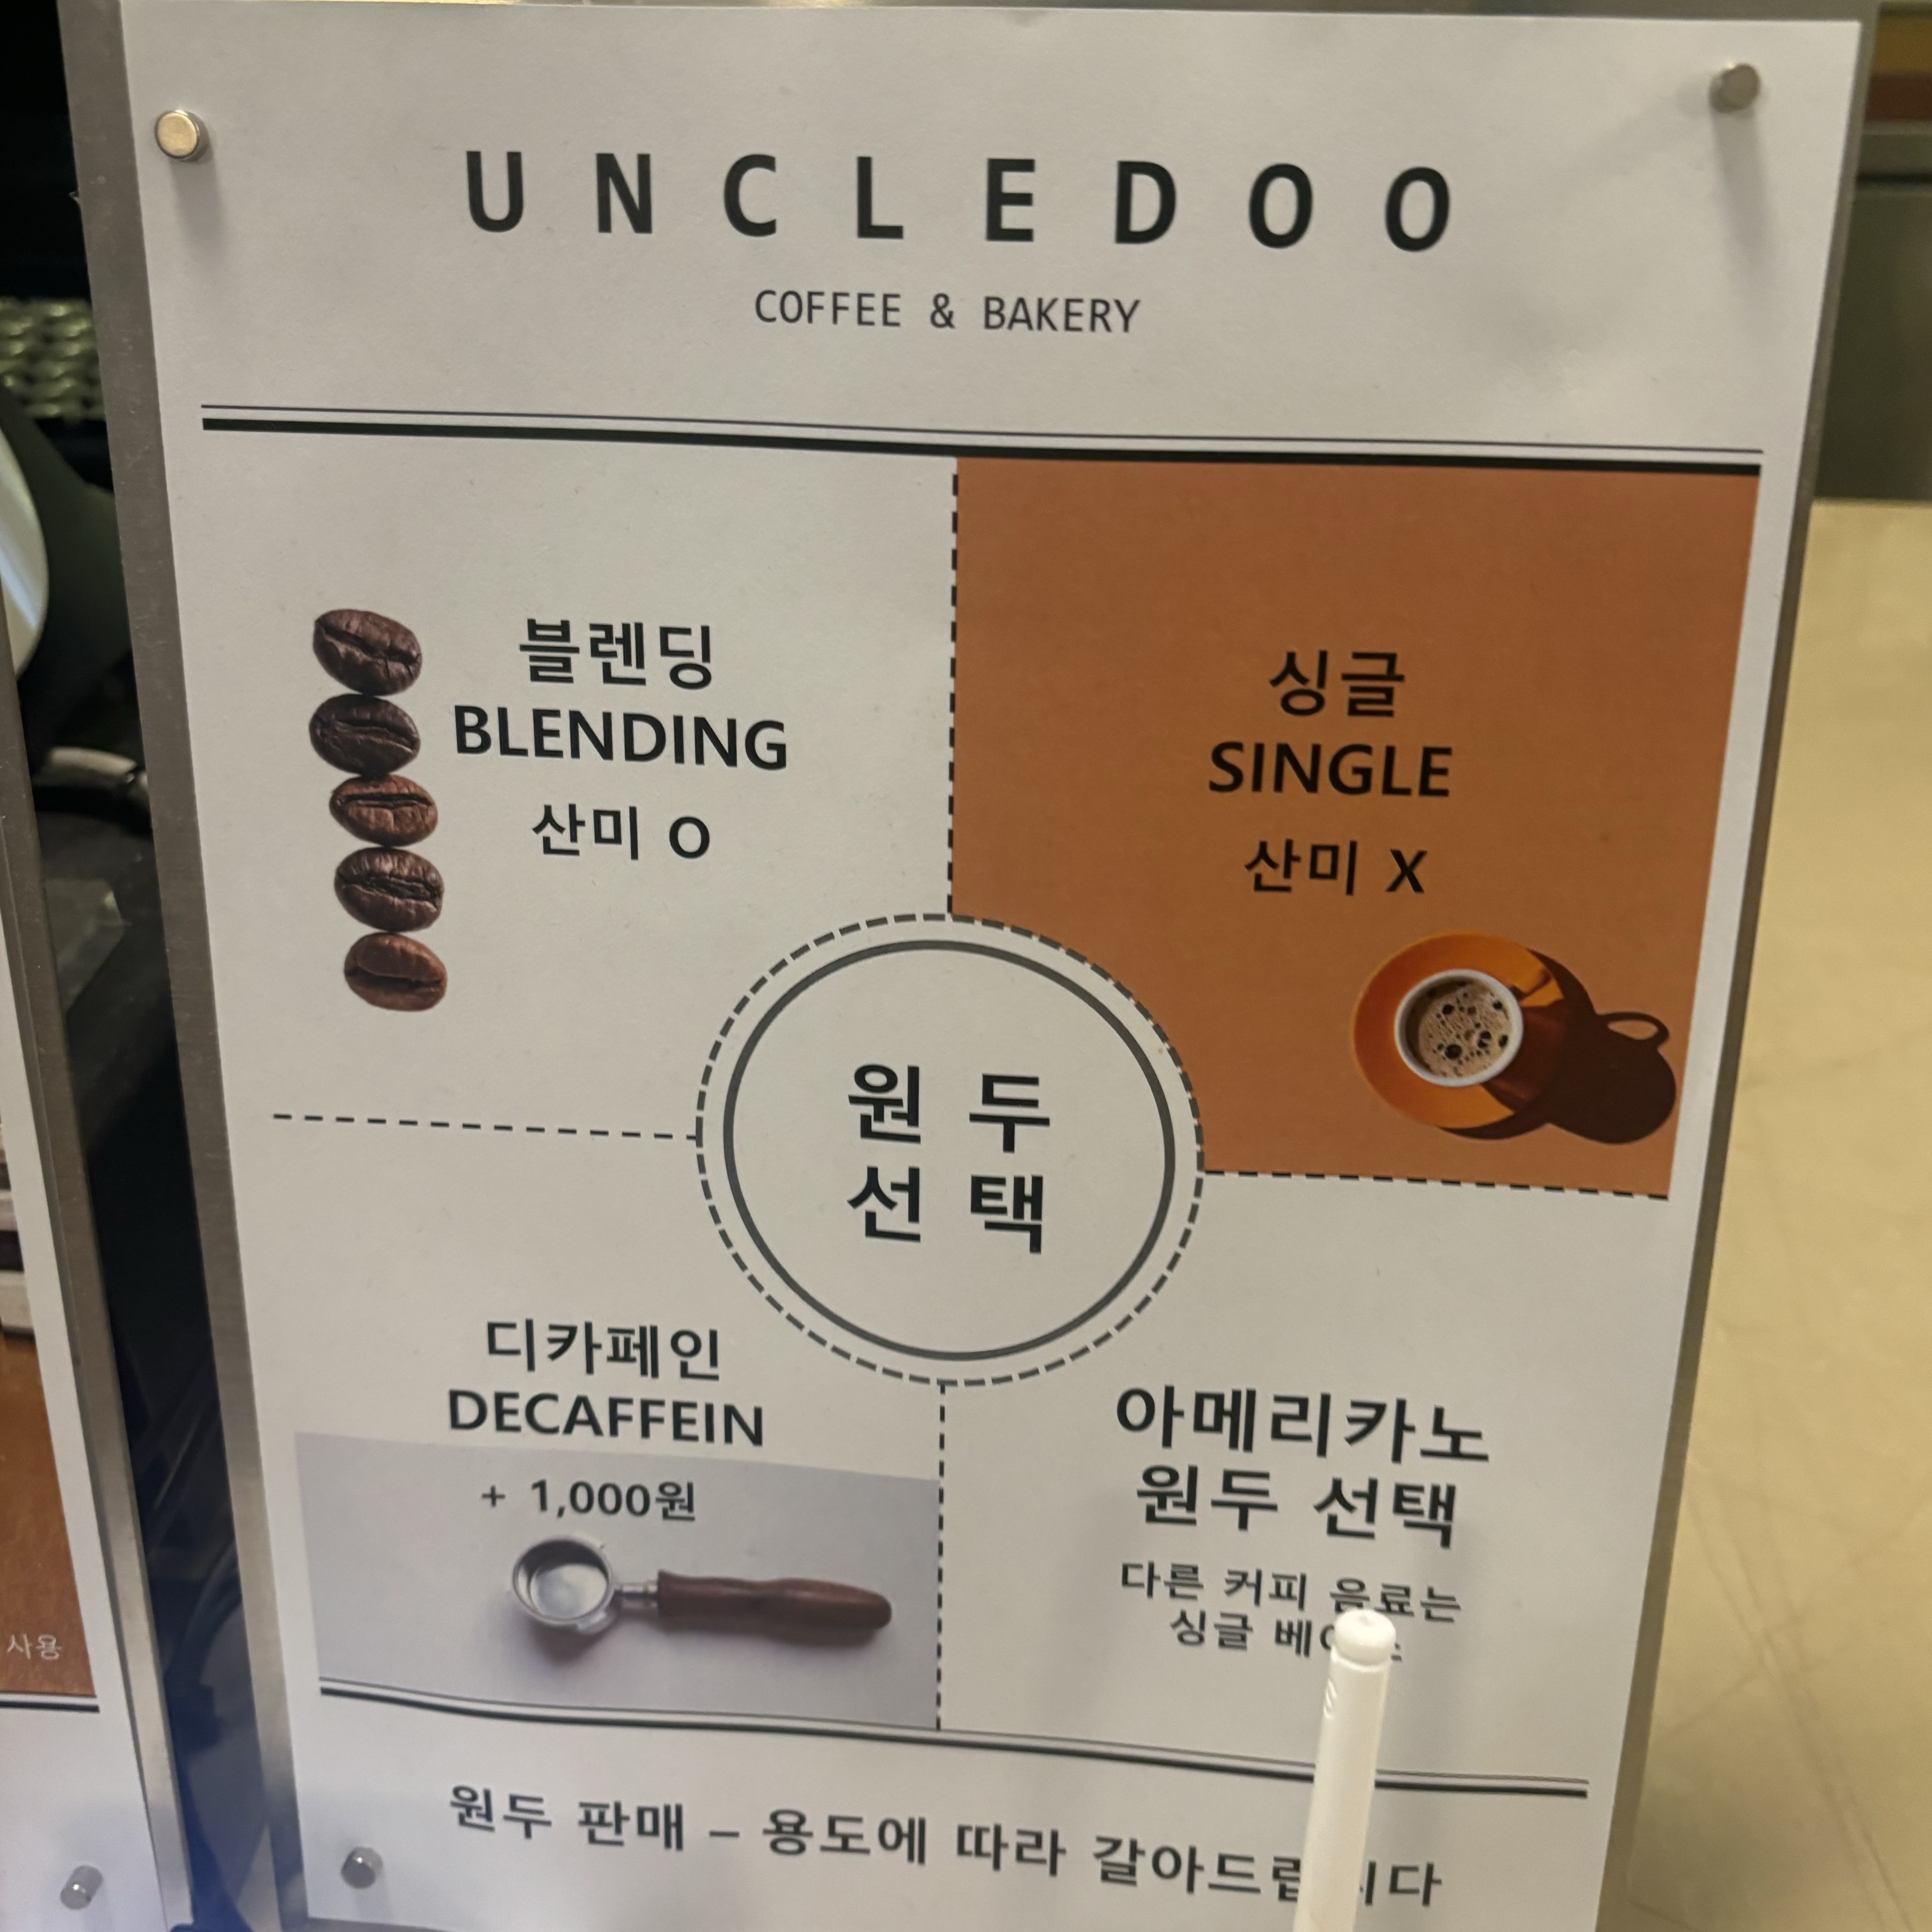 UNCLEDOO
COFFEE & BAKERY
블렌딩
BLENDING
산미 O
싱글
SINGLE
산미 X
원두
선택
디카페인
DECAFFEIN
+ 1,000원
아메리카노
원두 선택
다른 커피 음료는
싱글
원두 판매 – 용도에 따라
사용